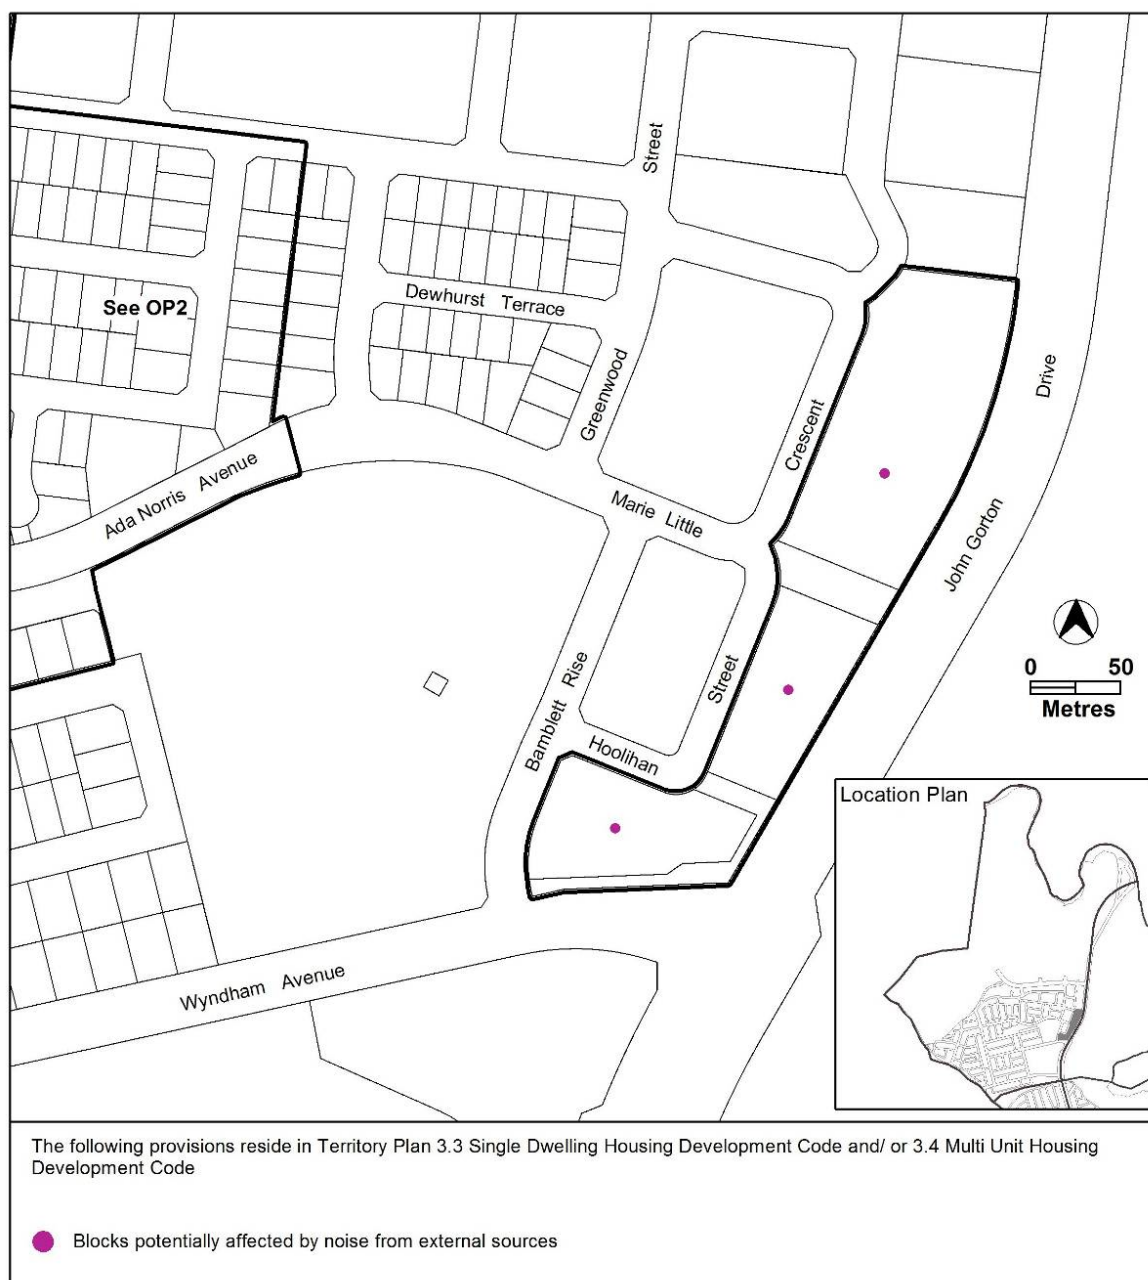 Street
See OP2
Dewhurst Terrace
Greenwood
Drive
Crescent
Ada Norris Avenue
Marie Little
John Gorton
0 50
Metres
Street
Bamblett Rise
Hoolihan
Location Plan
Wyndham Avenue
The following provisions reside in Territory Plan 3.3 Single Dwelling Housing Development Code and/ or 3.4 Multi Unit Housing
Development Code
Blocks potentially affected by noise from external sources